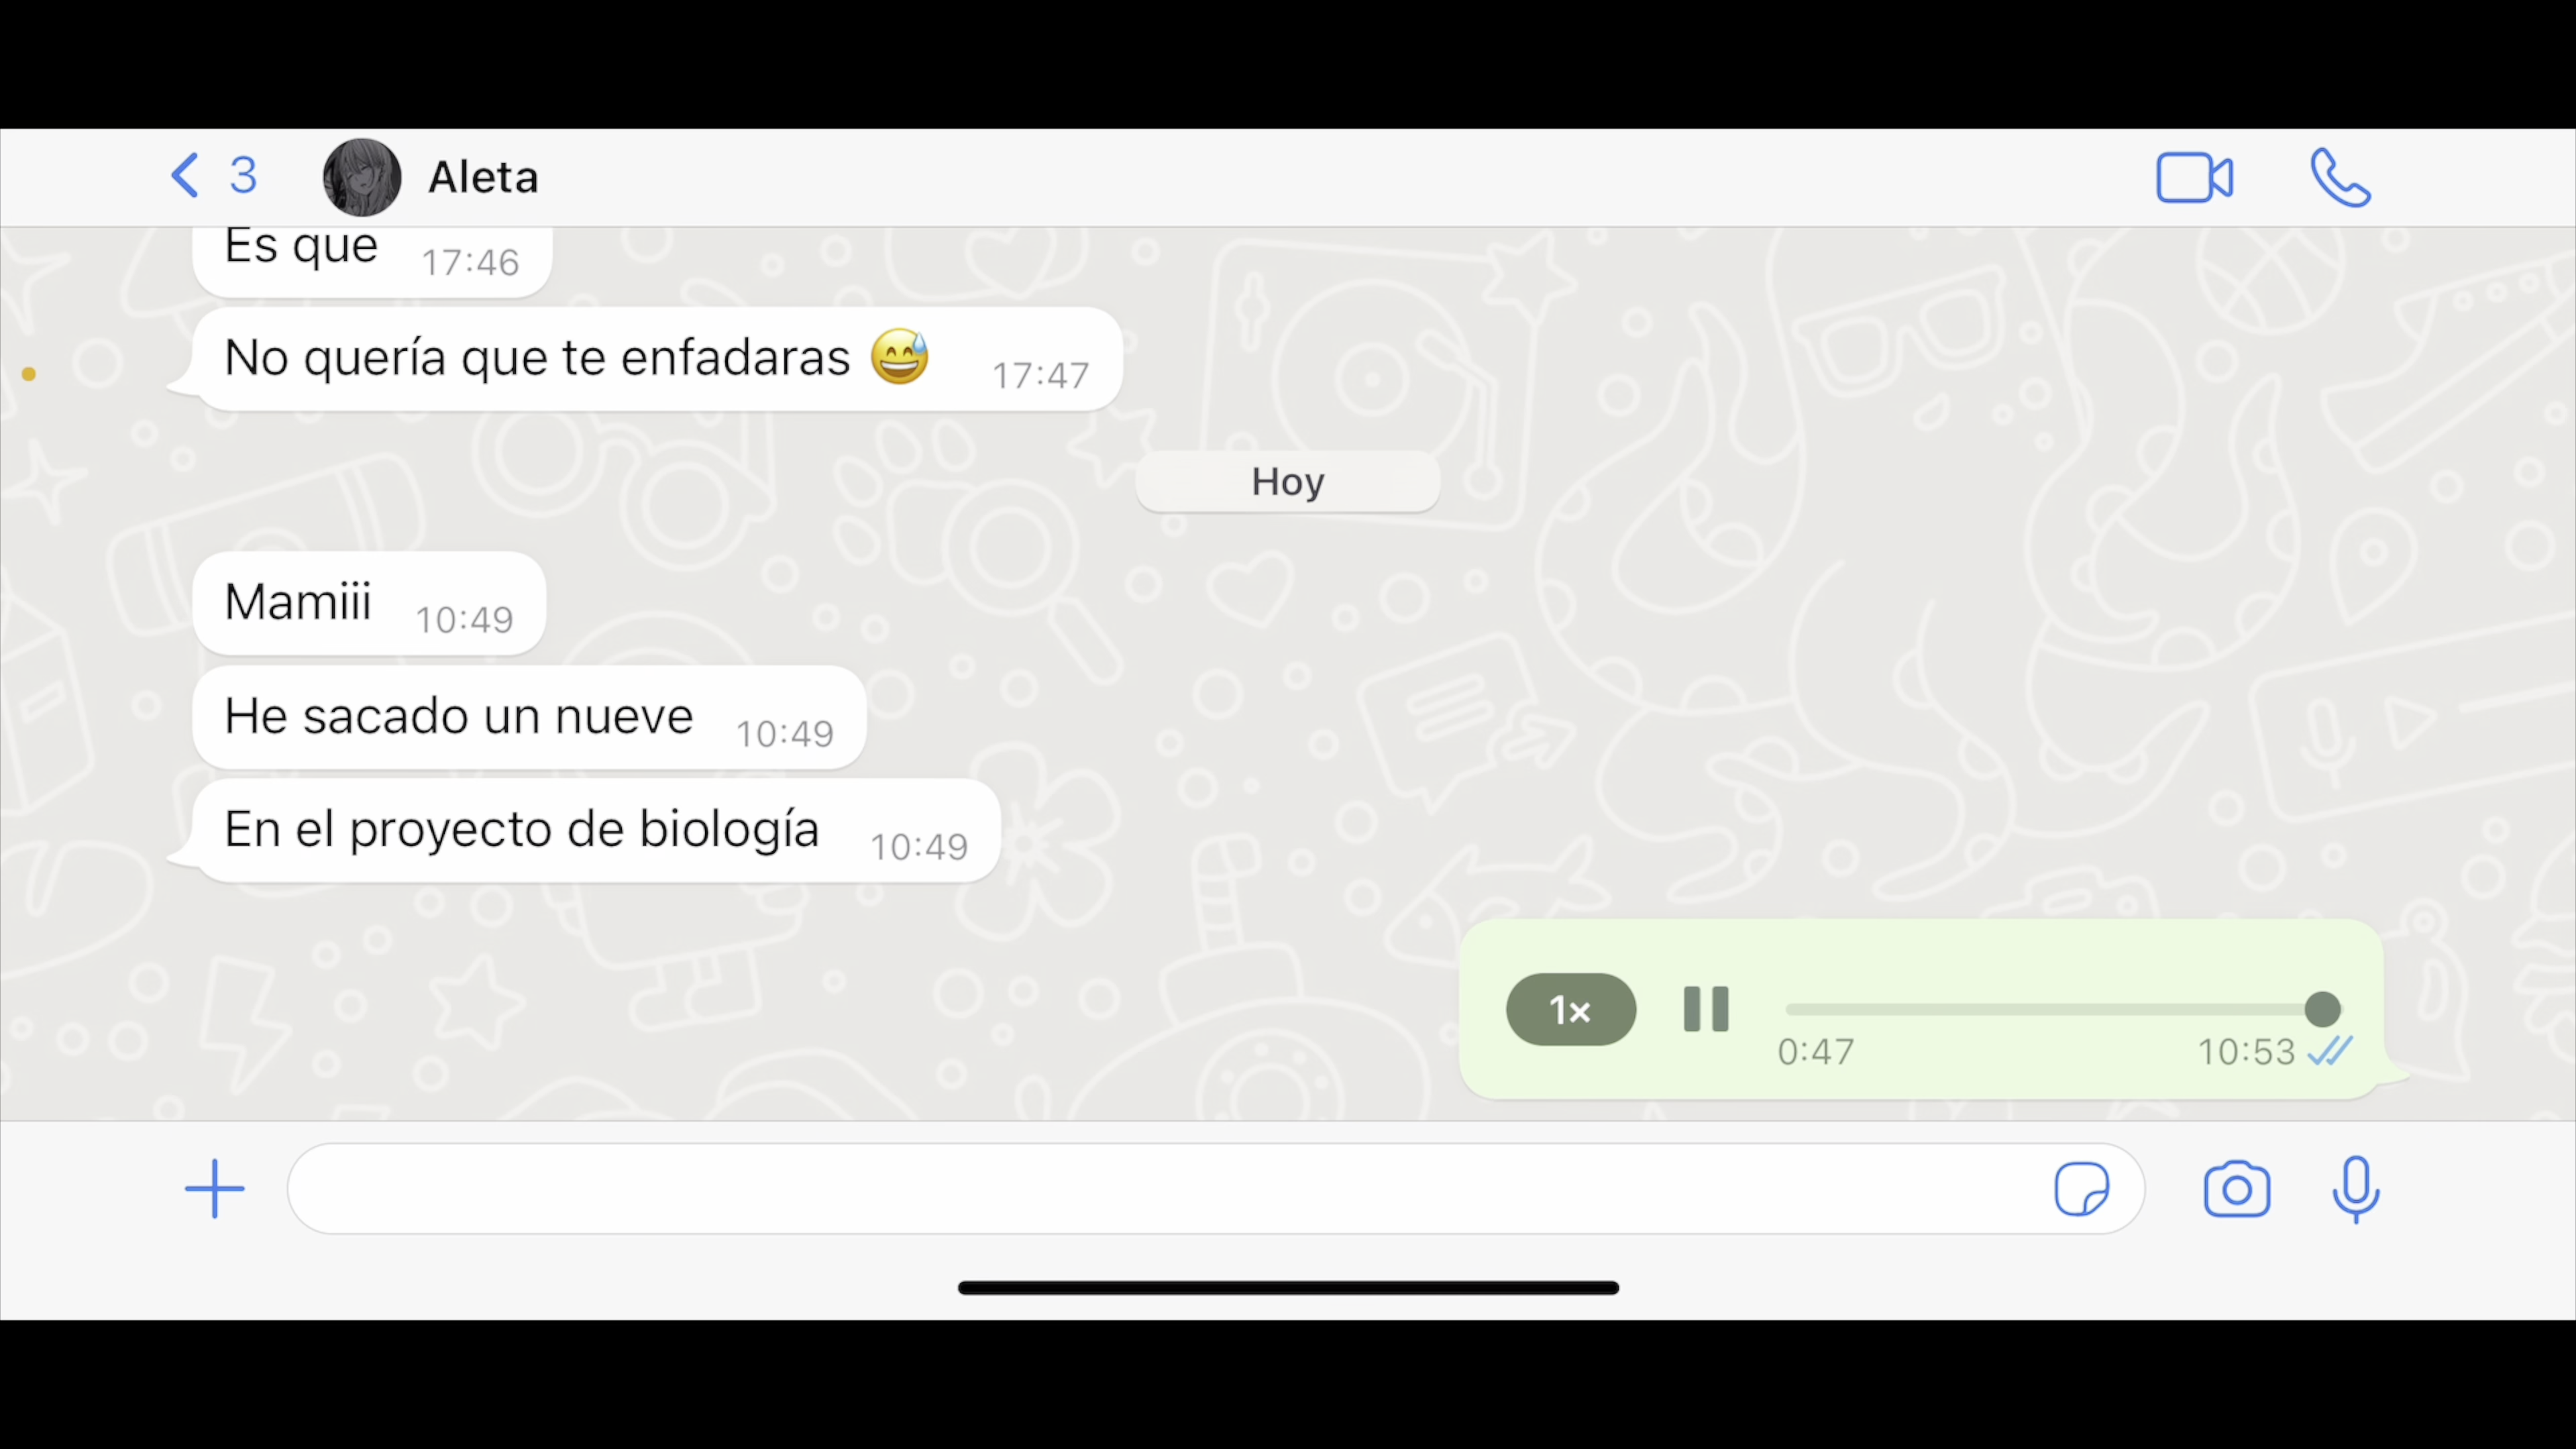 3 Aleta
Es que 17:46
No quería que te enfadaras 😅 17:47
Hoy
Mamiii 10:49
He sacado un nueve 10:49
En el proyecto de biología 10:49
1×
0:47 10:53